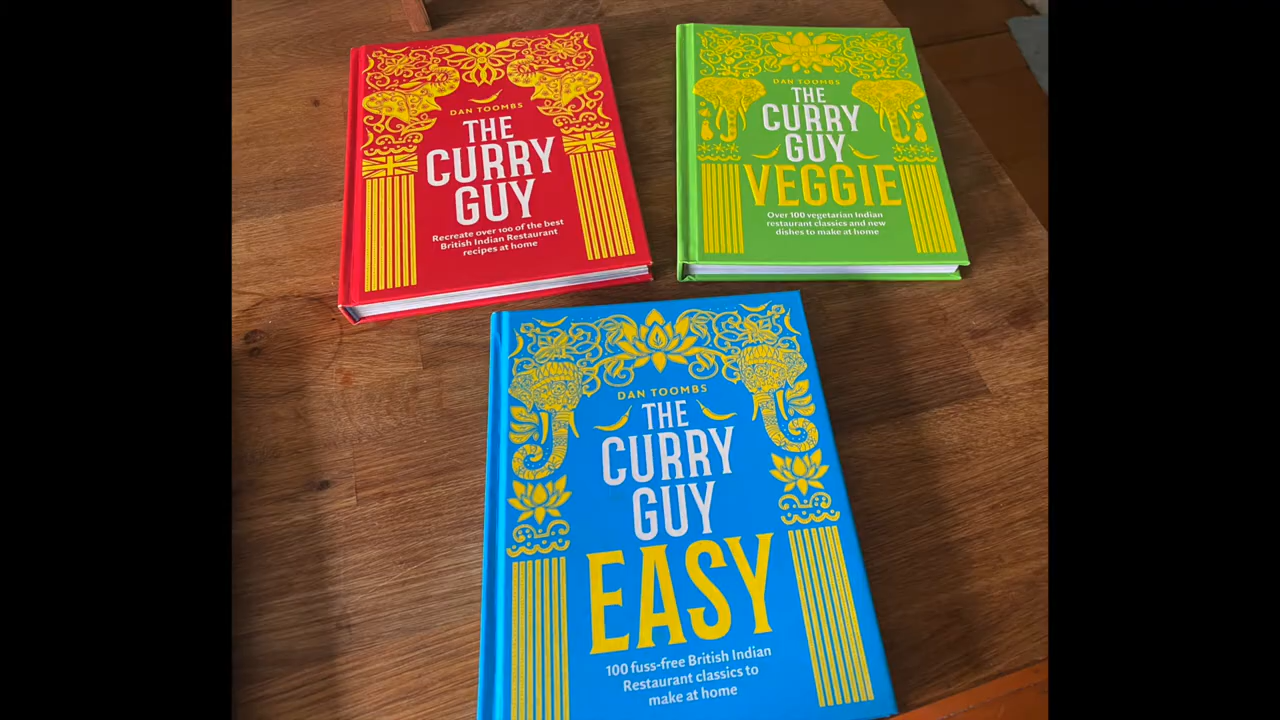 DAN TOOMBS
THE
CURRY
GUY
Recreate over 100 of the best
British Indian Restaurant
recipes at home
DAN TOOMBS
THE
CURRY
GUY
VEGGIE
Over 100 vegetarian Indian
restaurant classics and new
dishes to make at home
DAN TOOMBS
THE
CURRY
GUY
EASY
100 fuss-free British Indian
Restaurant classics to
make at home